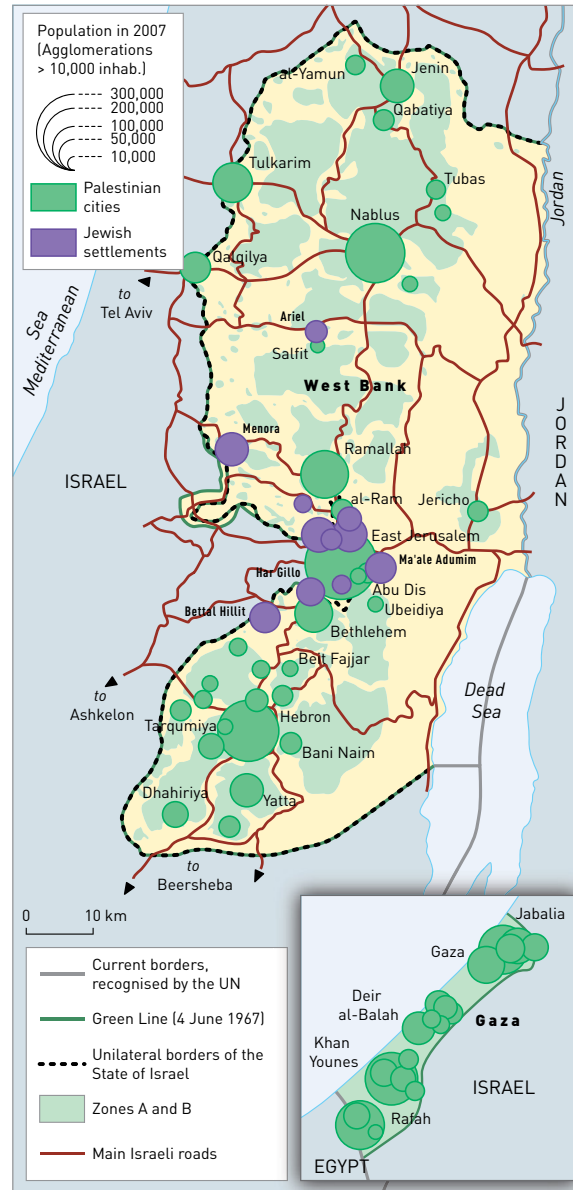 Population in 2007
(Agglomerations
> 10,000 inhab.)
300,000
200,000
100,000
50,000
10,000
Palestinian
cities
Jewish
settlements
al-Yamun
Jenin
Qabatiya
Tulkarim
Tubas
Nablus
Jordan
Qalqilya
to
Tel Aviv
Sea
Mediterranean
Ariel
Salfit
West Bank
Menora
Ramallah
ISRAEL
JORDAN
al-Ram
Jericho
East Jerusalem
Har Gillo
Ma'ale Adumim
Abu Dis
Bettal Hillit
Ubeidiya
Bethlehem
Beit Fajjar
to
Ashkelon
Dead
Sea
Tarqumiya
Hebron
Bani Naim
Dhahiriya
Yatta
to
Beersheba
0 10 km
Current borders,
recognised by the UN
Green Line (4 June 1967)
Unilateral borders of the
State of Israel
Zones A and B
Main Israeli roads
Jabalia
Gaza
Deir
al-Balah
Gaza
Khan
Younes
ISRAEL
Rafah
EGYPT